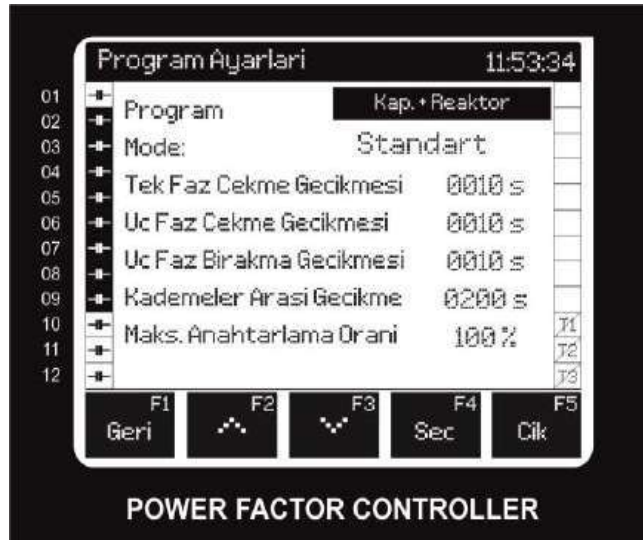 Program Ayarlari 11:53:34
01
02
03
04
05
06
07
08
09
10
11
12
Program Kap.+Reaktor
Mode: Standart
Tek Faz Cekme Gecikmesi 0010 s
Uc Faz Cekme Gecikmesi 0010 s
Uc Faz Birakma Gecikmesi 0010 s
Kademeler Arasi Gecikme 0200 s
Maks. Anahtarlama Orani 100 %
T1
T2
T3
F1 F2 F3 F4 F5
Geri Sec Cik
POWER FACTOR CONTROLLER